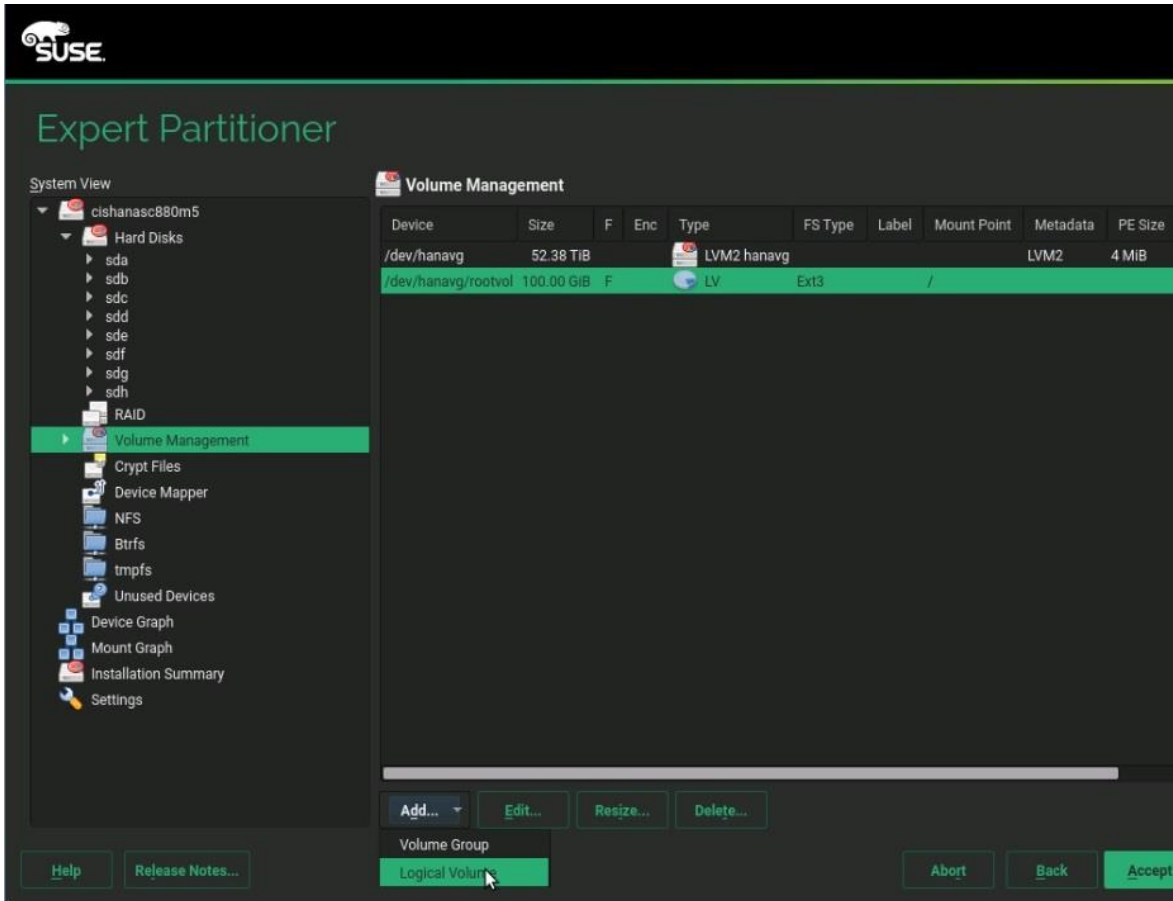 SUSE.
Expert Partitioner
System View
cishanasc880m5
Hard Disks
sda
sdb
sdc
sdd
sde
sdf
sdg
sdh
RAID
Volume Management
Crypt Files
Device Mapper
NFS
Btrfs
tmpfs
Unused Devices
Device Graph
Mount Graph
Installation Summary
Settings
Volume Management
Device Size F Enc Type FS Type Label Mount Point Metadata PE Size
/dev/hanavg 52.38 TiB LVM2 hanavg LVM2 4 MiB
/dev/hanavg/rootvol 100.00 GiB F LV Ext3 /
Add... Edit... Resize... Delete...
Volume Group
Logical Volume
Help Release Notes... Abort Back Accept